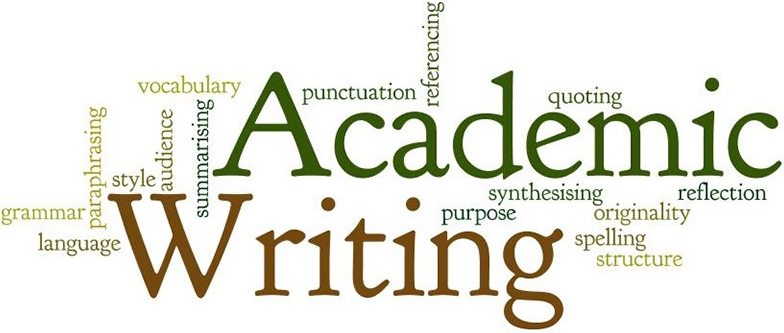 referencing
vocabulary
punctuation
quoting
Academic
paraphrasing
audience
summarising
style
synthesising
reflection
grammar
purpose
originality
language
Writing
spelling
structure